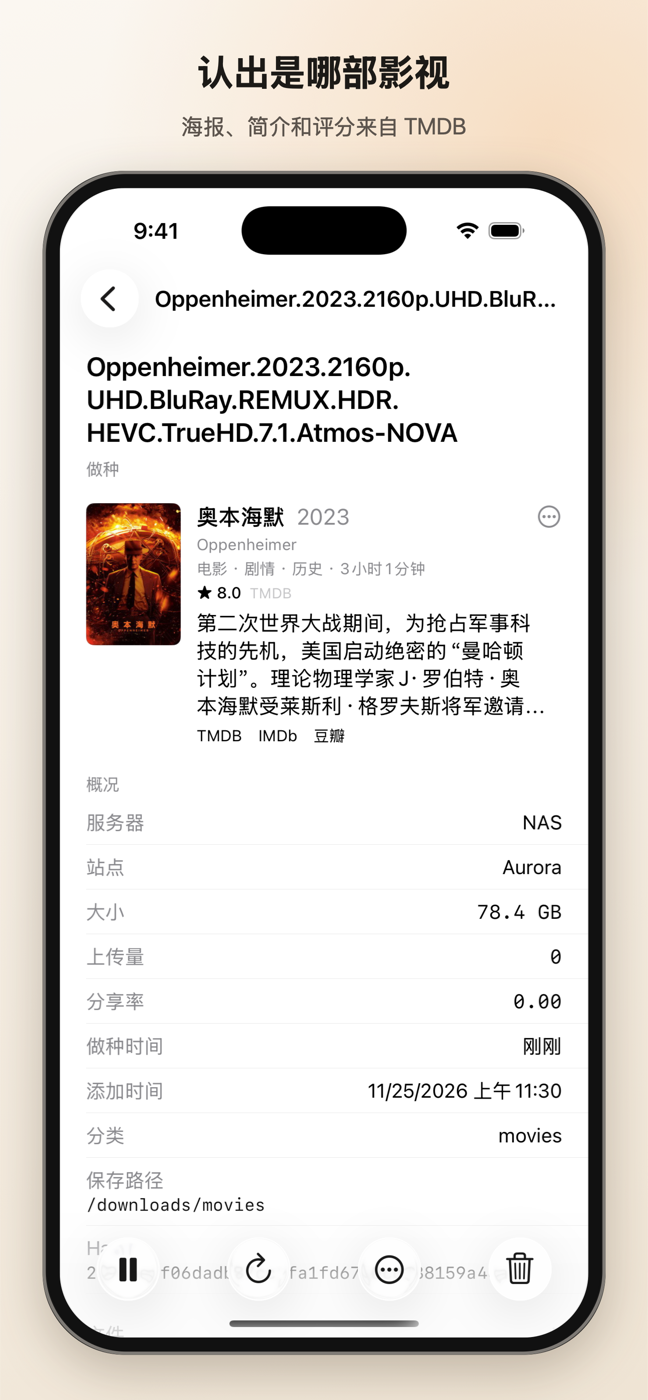 认出是哪部影视
海报、简介和评分来自 TMDB
9:41
Oppenheimer.2023.2160p.UHD.BluR...
Oppenheimer.2023.2160p.
UHD.BluRay.REMUX.HDR.
HEVC.TrueHD.7.1.Atmos-NOVA
做种
奥本海默 2023
Oppenheimer
电影 · 剧情 · 历史 · 3小时1分钟
★ 8.0 TMDB
第二次世界大战期间，为抢占军事科
技的先机，美国启动绝密的“曼哈顿
计划”。理论物理学家J·罗伯特·奥
本海默受莱斯利·格罗夫斯将军邀请…
TMDB IMDb 豆瓣
奥本海默
概况
服务器 NAS
站点 Aurora
大小 78.4 GB
上传量 0
分享率 0.00
做种时间 刚刚
添加时间 11/25/2026 上午11:30
分类 movies
保存路径
/downloads/movies